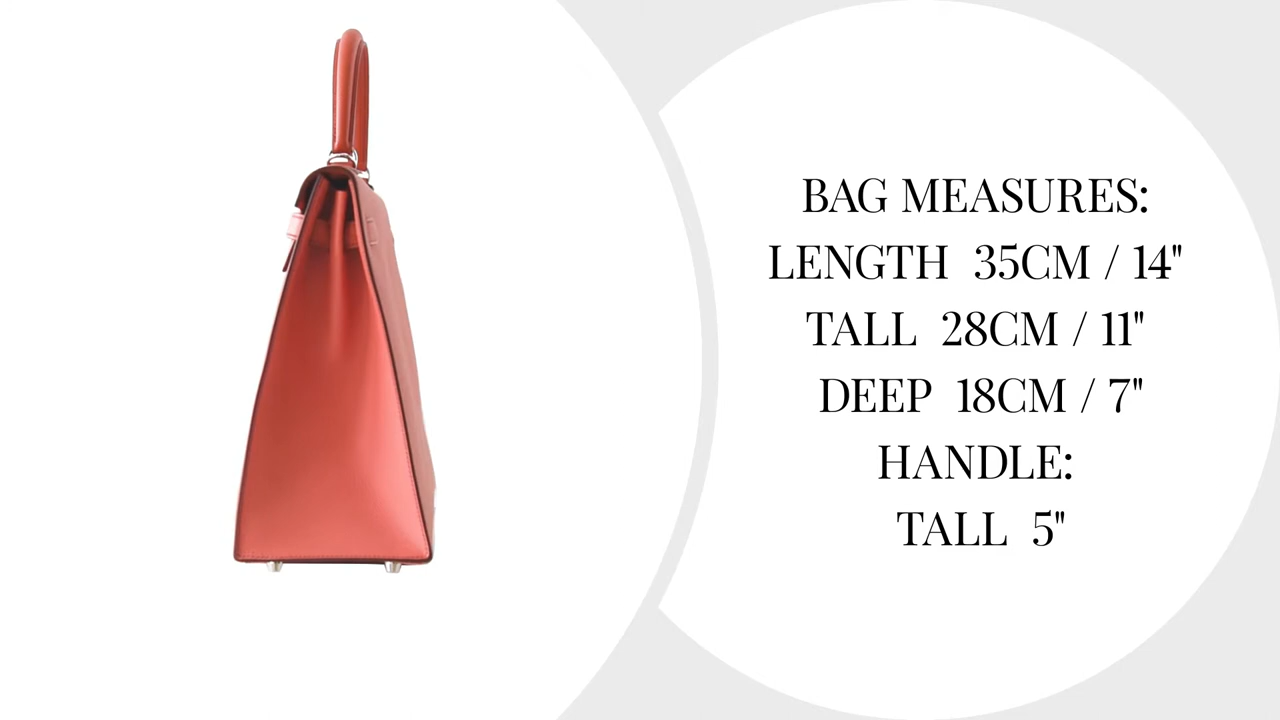 BAG MEASURES:
LENGTH 35CM / 14"
TALL 28CM / 11"
DEEP 18CM / 7"
HANDLE:
TALL 5"